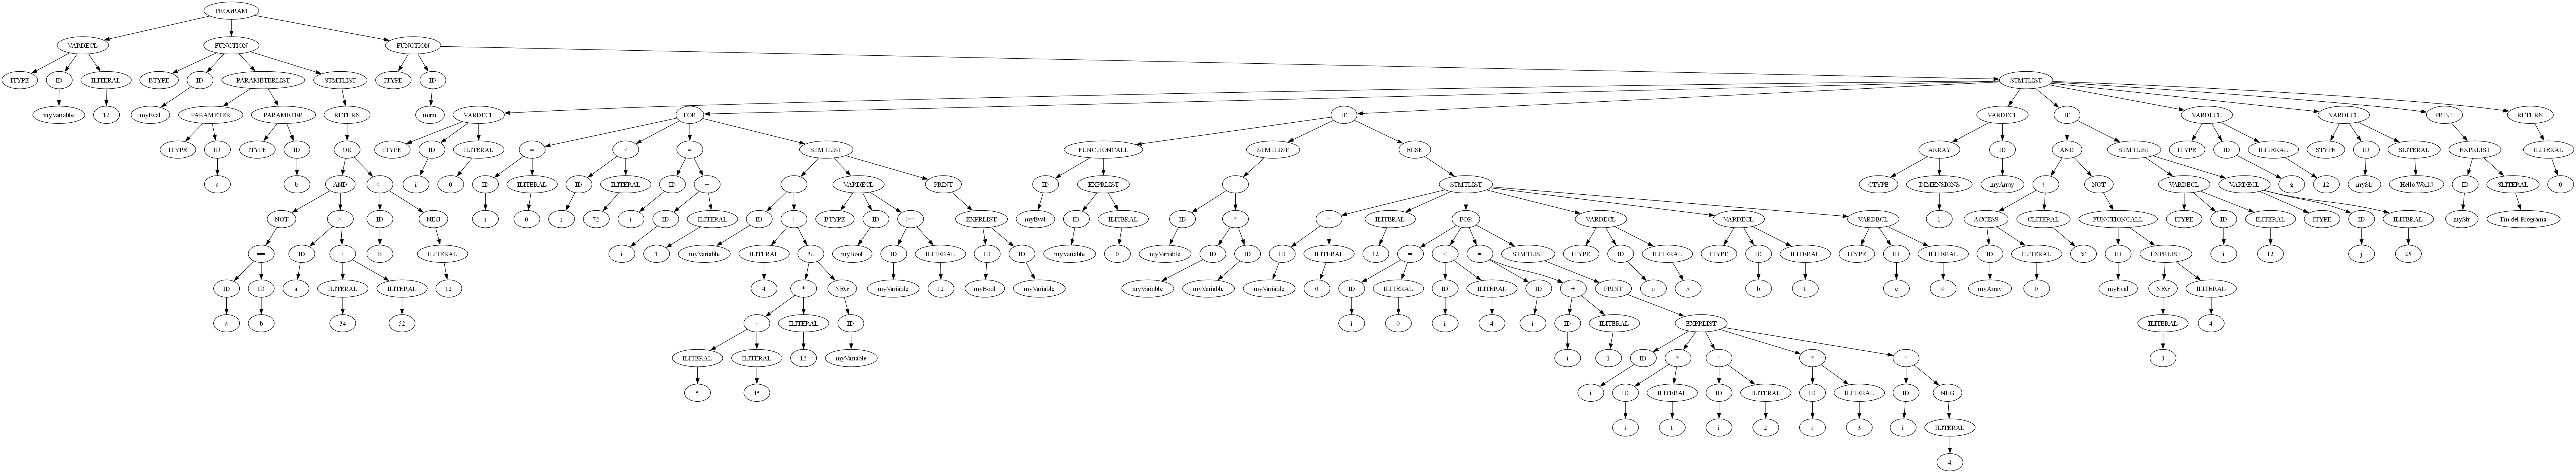 PROGRAM
VARDECL FUNCTION FUNCTION
ITYPE ID ILITERAL BTYPE ID PARAMETERLIST STMTLIST ITYPE ID STMTLIST
myVariable 12 myEval PARAMETER PARAMETER RETURN main VARDECL FOR IF VARDECL IF VARDECL VARDECL PRINT RETURN
ITYPE ID ITYPE ID OR ITYPE ID ILITERAL = < = STMTLIST FUNCTIONCALL STMTLIST ELSE ARRAY ID AND STMTLIST ITYPE ID ILITERAL STYPE ID SLITERAL EXPRLIST ILITERAL
a b AND <= i 0 ID ILITERAL ID ILITERAL ID + = VARDECL PRINT ID EXPRLIST = STMTLIST CTYPE DIMENSIONS myArray != NOT VARDECL VARDECL g 12 myStr Hello World ID SLITERAL 0
NOT > ID NEG i 0 i 72 i ID ILITERAL ID + BTYPE ID >= EXPRLIST myEval ID ILITERAL ID * = ILITERAL FOR VARDECL VARDECL VARDECL 1 ACCESS CLITERAL FUNCTIONCALL ITYPE ID ILITERAL ITYPE ID ILITERAL myStr Fin del Programa
== ID / b ILITERAL i 1 myVariable ILITERAL myBool ID ILITERAL ID ID myVariable 0 myVariable ID ID ID ILITERAL 12 = < = STMTLIST ITYPE ID ILITERAL ITYPE ID ILITERAL ITYPE ID ILITERAL ID ILITERAL ID EXPRLIST i 12 j 25
ID ID a ILITERAL ILITERAL 12 4 * NEG myVariable 12 myBool myVariable myVariable myVariable myVariable 0 ID ILITERAL ID ILITERAL ID + PRINT a 5 b 1 c 9 myArray 0 myEval NEG ILITERAL
a b 34 52 - ILITERAL ID i 0 i 4 i ID ILITERAL EXPRLIST ILITERAL 4
ILITERAL ILITERAL 12 myVariable i 1 ID * * * * 3
5 45 i ID ILITERAL ID ILITERAL ID ILITERAL ID NEG
i 1 i 2 i 3 i ILITERAL
4